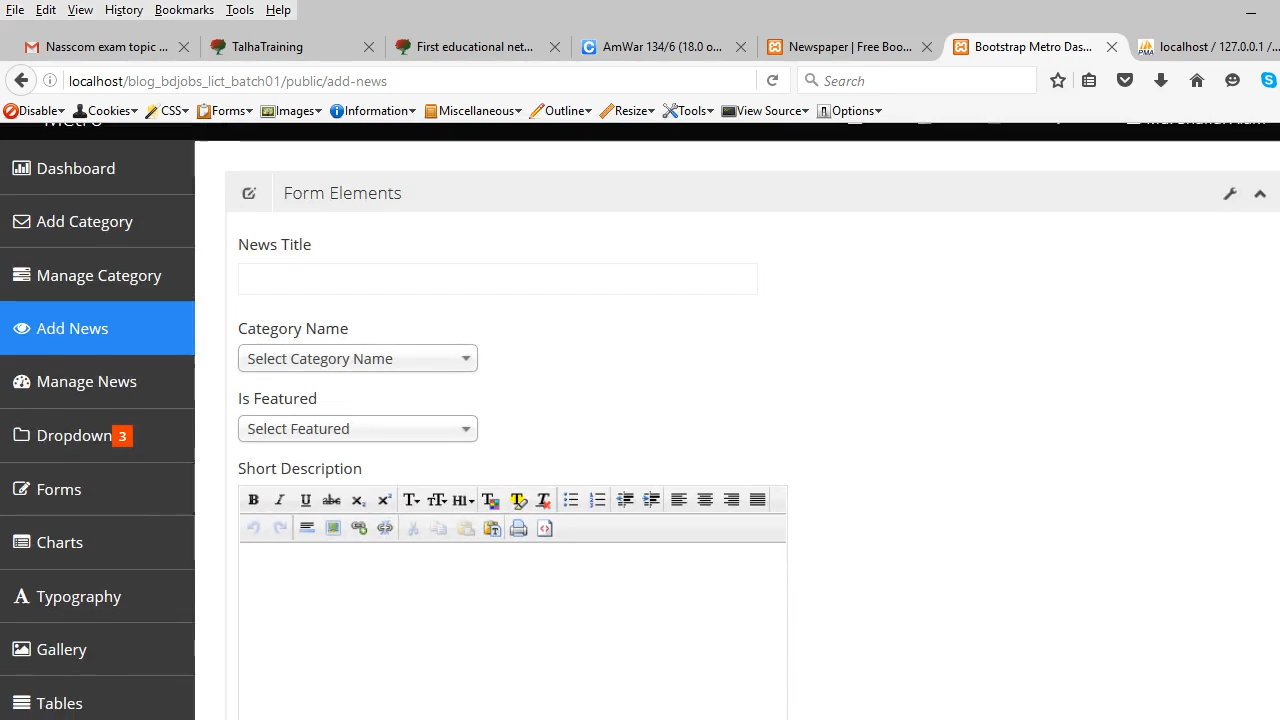 File Edit View History Bookmarks Tools Help
Nasscom exam topic ... TalhaTraining First educational net... AmWar 134/6 (18.0 o... Newspaper | Free Boo... Bootstrap Metro Das... localhost / 127.0.0.1 /...
localhost/blog_bdjobs_lict_batch01/public/add-news Search
Disable Cookies CSS Forms Images Information Miscellaneous Outline Resize Tools View Source Options
Metro
Dashboard
Add Category
Manage Category
Add News
Manage News
Dropdown 3
Forms
Charts
Typography
Gallery
Tables
Form Elements
News Title
Category Name
Select Category Name
Is Featured
Select Featured
Short Description